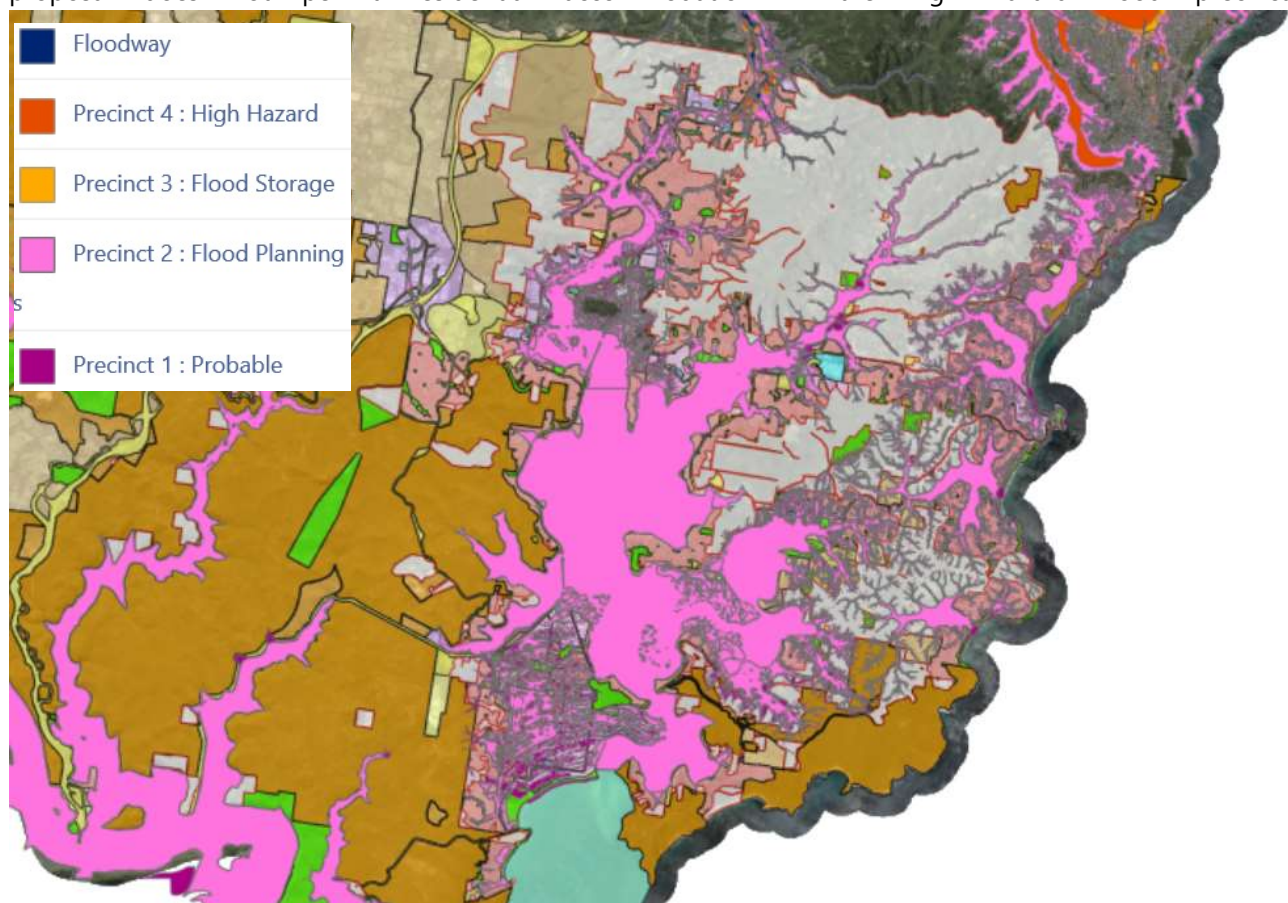 Floodway
Precinct 4 : High Hazard
Precinct 3 : Flood Storage
Precinct 2 : Flood Planning
s
Precinct 1 : Probable